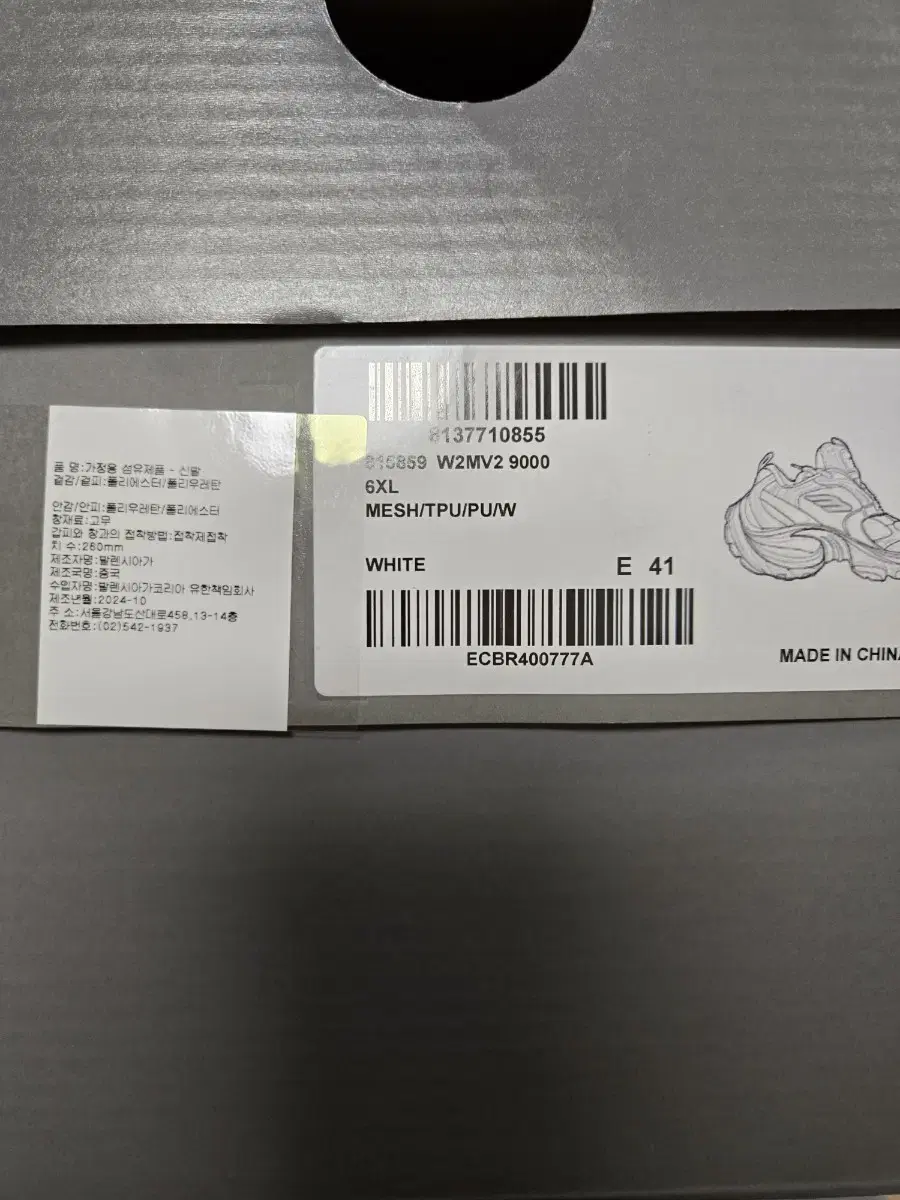 품 명:가정용 섬유제품 - 신발
겉감/겉피:폴리에스터/폴리우레탄
안감/안피:폴리우레탄/폴리에스터
창재료:고무
갑피와 창과의 접착방법:접착제접착
치 수:260mm
제조자명:발렌시아가
제조국명:중국
수입자명:발렌시아가코리아 유한책임회사
제조년월:2024-10
주 소:서울강남도산대로458,13-14층
전화번호:(02)542-1937
8137710855
815859 W2MV2 9000
6XL
MESH/TPU/PU/W
WHITE E 41
ECBR400777A
MADE IN CHINA